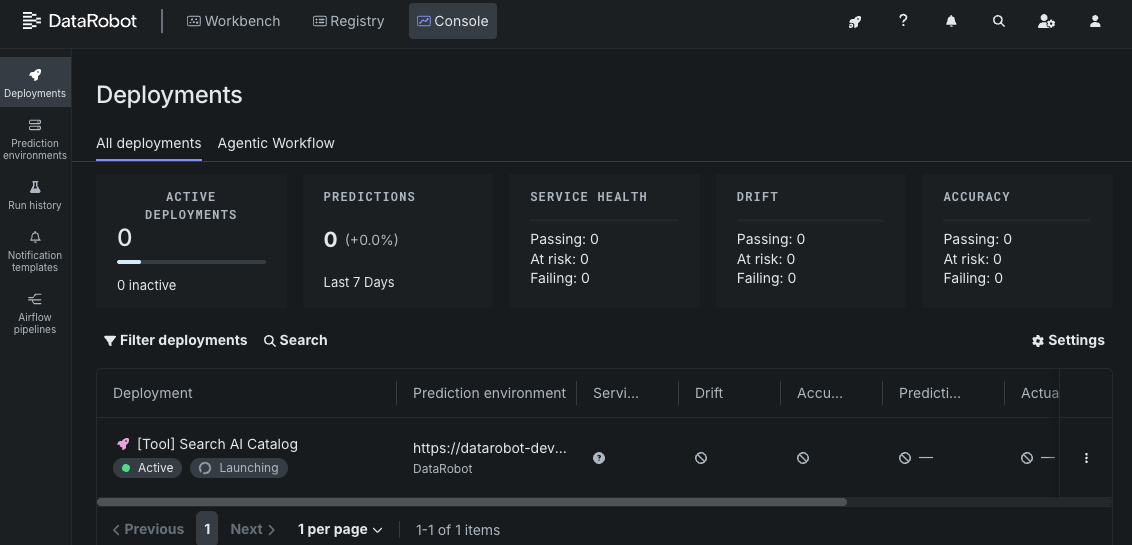 DataRobot
Workbench
Registry
Console
Deployments
Prediction
environments
Run history
Notification
templates
Airflow
pipelines
Deployments
All deployments
Agentic Workflow
ACTIVE
DEPLOYMENTS
0
0 inactive
PREDICTIONS
0 (+0.0%)
Last 7 Days
SERVICE HEALTH
Passing: 0
At risk: 0
Failing: 0
DRIFT
Passing: 0
At risk: 0
Failing: 0
ACCURACY
Passing: 0
At risk: 0
Failing: 0
Filter deployments
Search
Settings
Deployment
Prediction environment
Servi...
Drift
Accu...
Predicti...
Actua
[Tool] Search AI Catalog
Active
Launching
https://datarobot-dev...
DataRobot
—
—
Previous
1
Next
1 per page
1-1 of 1 items